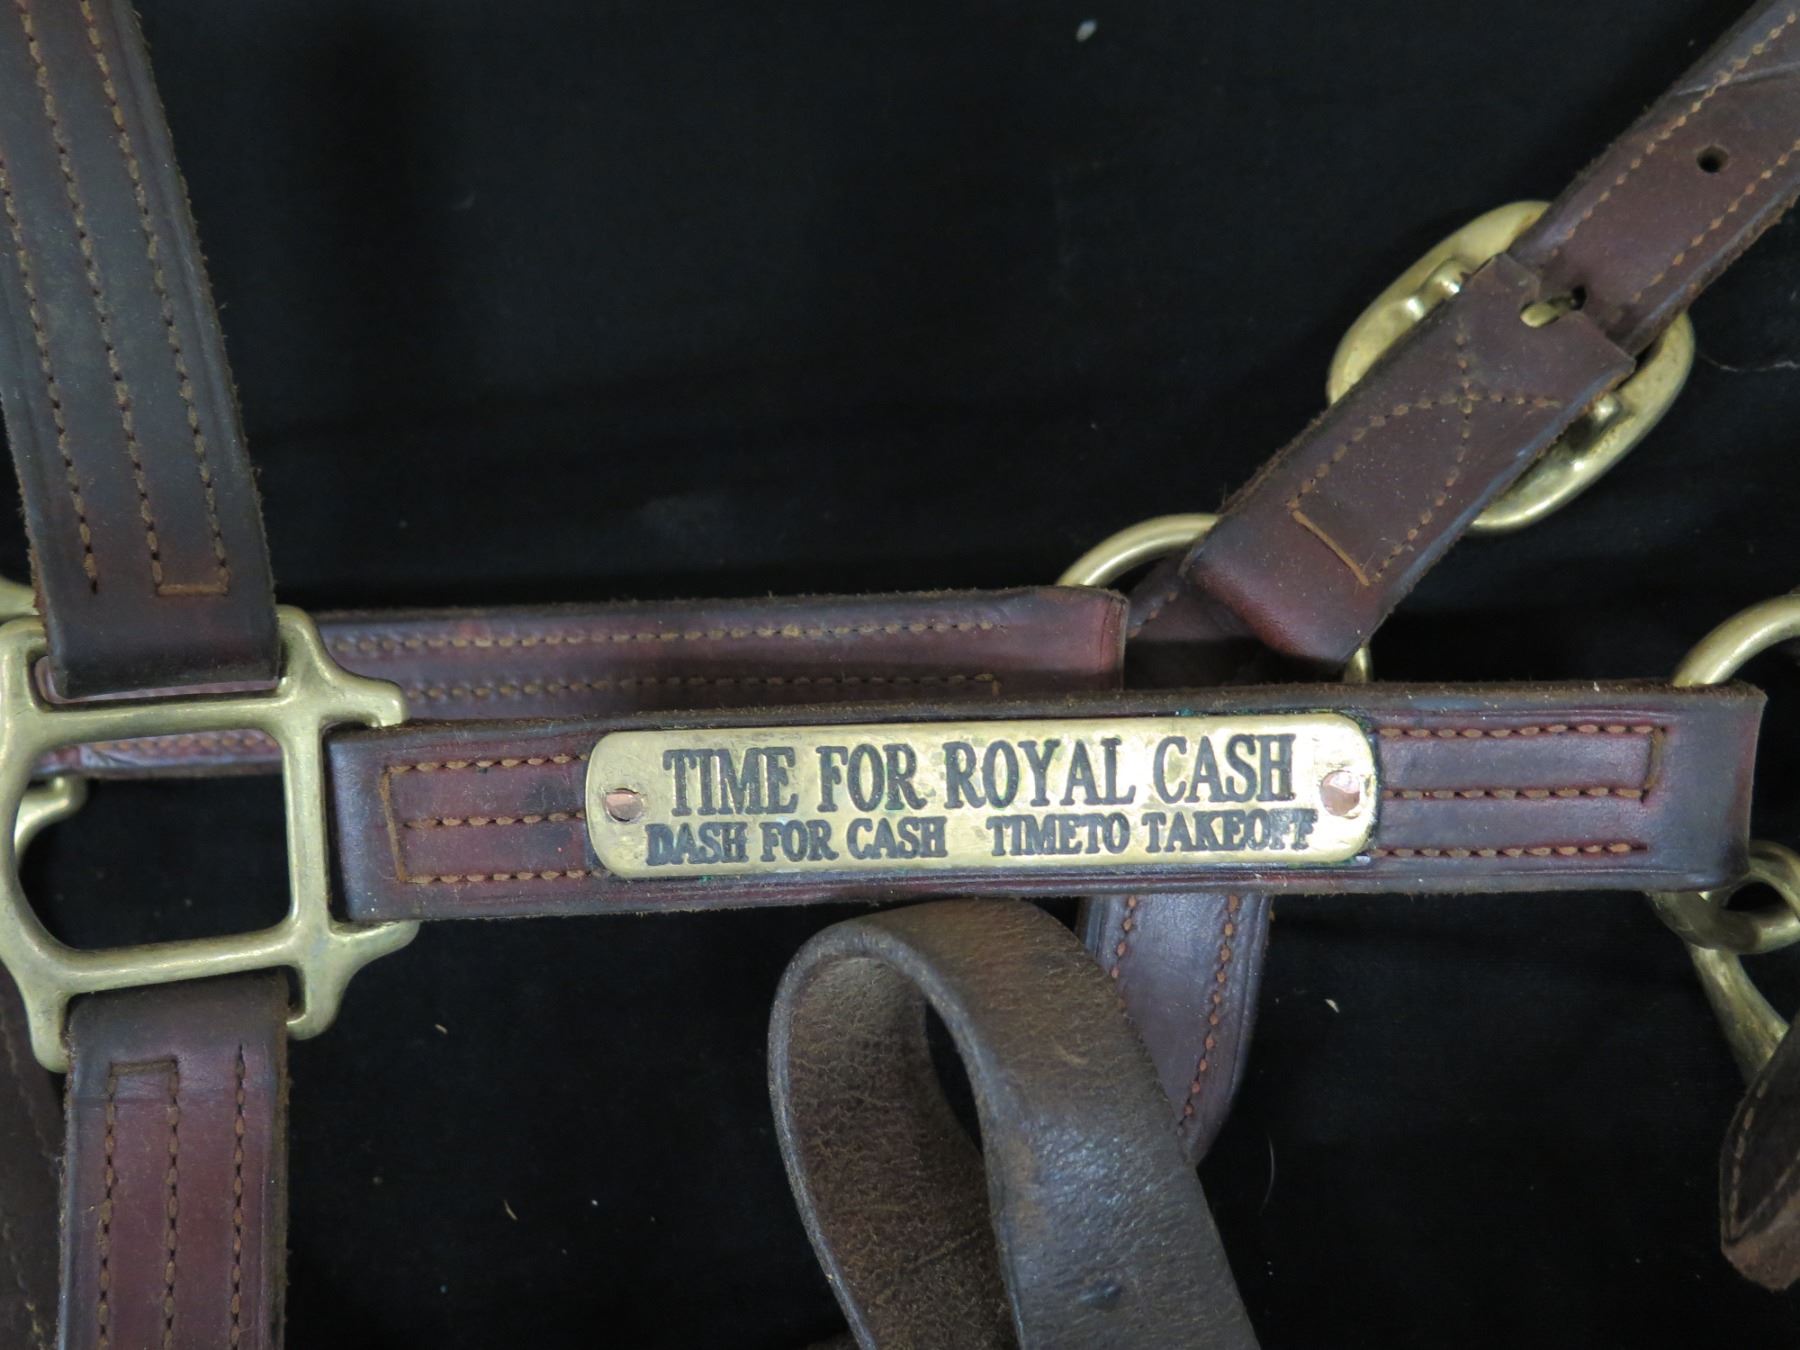 TIME FOR ROYAL CASH
DASH FOR CASH TIMETO TAKEOFF